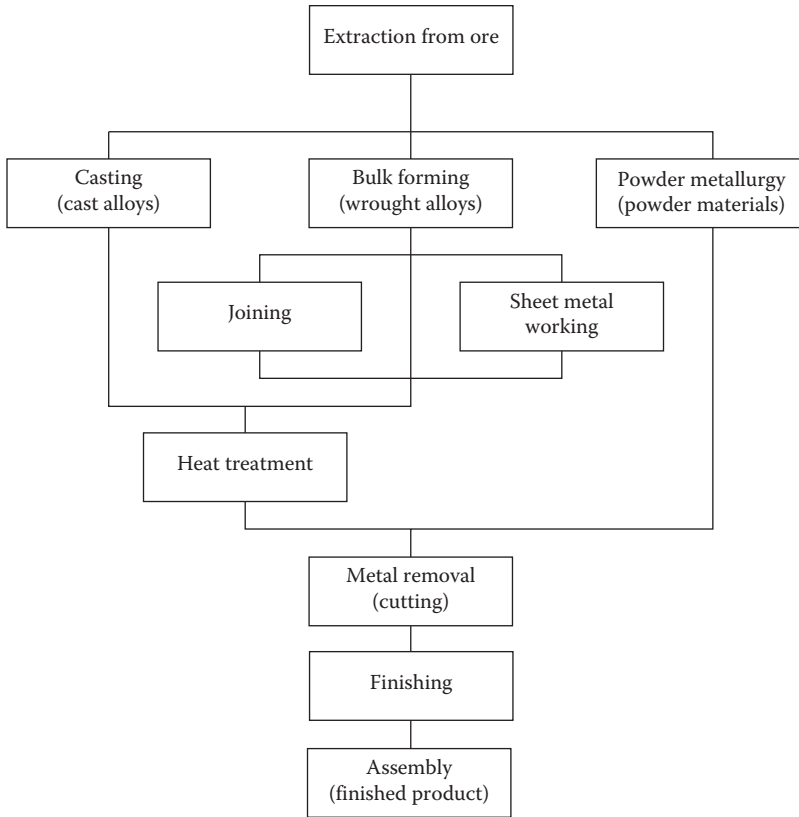 Extraction from ore
Casting
(cast alloys)
Bulk forming
(wrought alloys)
Powder metallurgy
(powder materials)
Joining
Sheet metal
working
Heat treatment
Metal removal
(cutting)
Finishing
Assembly
(finished product)